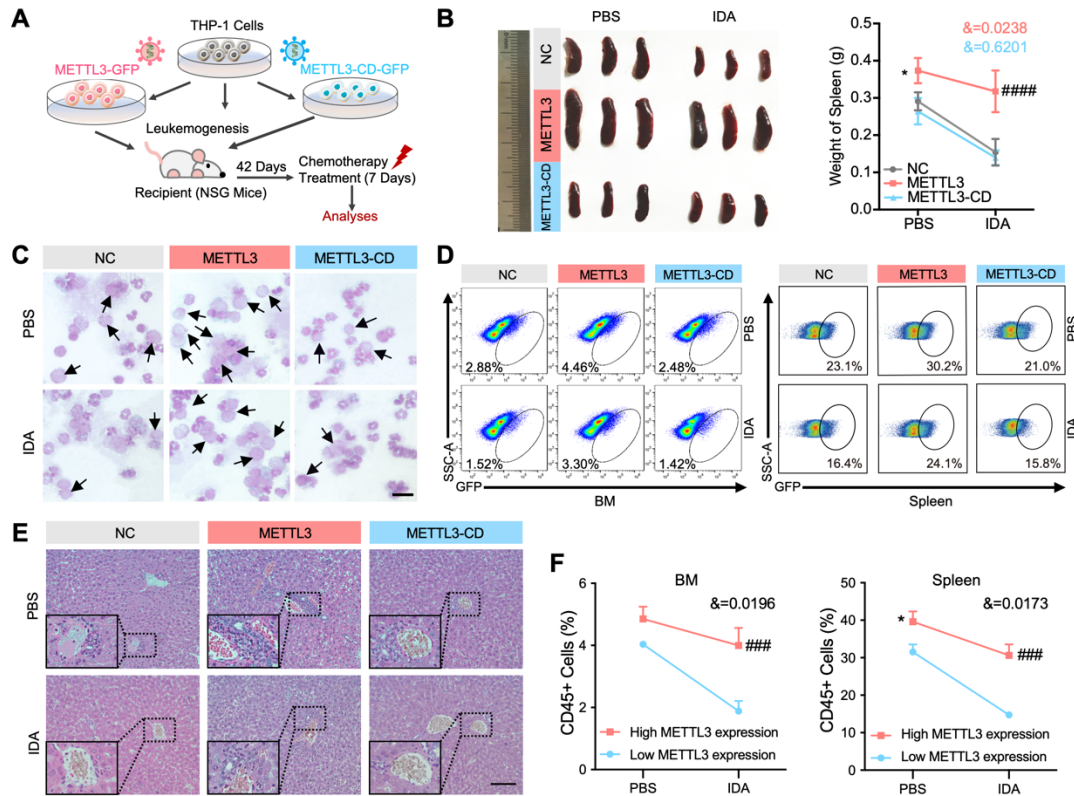 A
THP-1 Cells
METTL3-GFP
METTL3-CD-GFP
Leukemogenesis
42 Days
Chemotherapy
Treatment (7 Days)
Recipient (NSG Mice)
Analyses
B
PBS
IDA
NC
METTL3
METTL3-CD
&=0.0238
&=0.6201
Weight of Spleen (g)
0.5
0.4
0.3
0.2
0.1
0.0
*
####
NC
METTL3
METTL3-CD
PBS
IDA
C
NC
METTL3
METTL3-CD
PBS
IDA
D
NC
METTL3
METTL3-CD
PBS
2.88%
4.46%
2.48%
IDA
1.52%
3.30%
1.42%
SSC-A
GFP
BM
NC
METTL3
METTL3-CD
PBS
23.1%
30.2%
21.0%
IDA
16.4%
24.1%
15.8%
SSC-A
GFP
Spleen
E
NC
METTL3
METTL3-CD
PBS
IDA
F
BM
&=0.0196
CD45+ Cells (%)
6
4
2
0
###
High METTL3 expression
Low METTL3 expression
PBS
IDA
Spleen
&=0.0173
CD45+ Cells (%)
50
40
30
20
10
0
*
###
High METTL3 expression
Low METTL3 expression
PBS
IDA